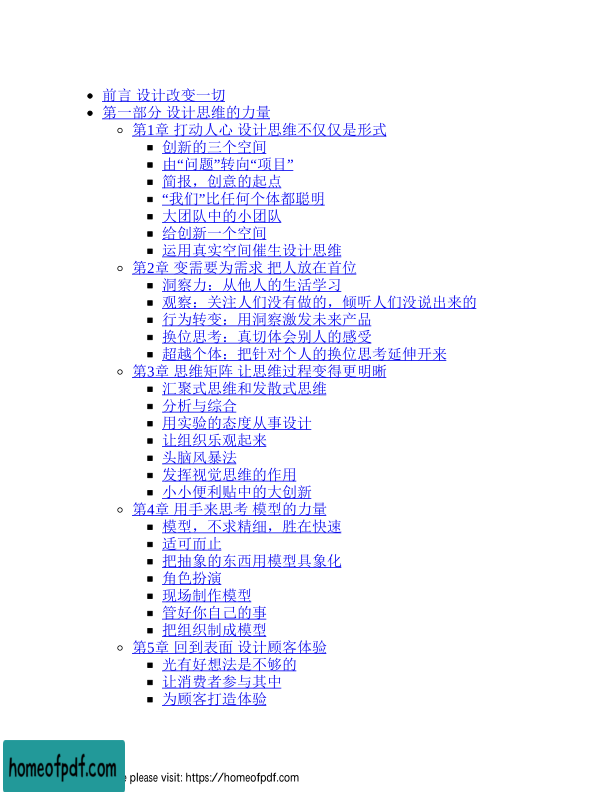 前言 设计改变一切
第一部分 设计思维的力量
第1章 打动人心 设计思维不仅仅是形式
创新的三个空间
由“问题”转向“项目”
简报，创意的起点
“我们”比任何个体都聪明
大团队中的小团队
给创新一个空间
运用真实空间催生设计思维
第2章 变需要为需求 把人放在首位
洞察力：从他人的生活学习
观察：关注人们没有做的，倾听人们没说出来的
行为转变：用洞察激发未来产品
换位思考：真切体会别人的感受
超越个体：把针对个人的换位思考延伸开来
第3章 思维矩阵 让思维过程变得更明晰
汇聚式思维和发散式思维
分析与综合
用实验的态度从事设计
让组织乐观起来
头脑风暴法
发挥视觉思维的作用
小小便利贴中的大创新
第4章 用手来思考 模型的力量
模型，不求精细，胜在快速
适可而止
把抽象的东西用模型具象化
角色扮演
现场制作模型
管好你自己的事
把组织制成模型
第5章 回到表面 设计顾客体验
光有好想法是不够的
让消费者参与其中
为顾客打造体验
homeofpdf.com
please visit: https://homeofpdf.com